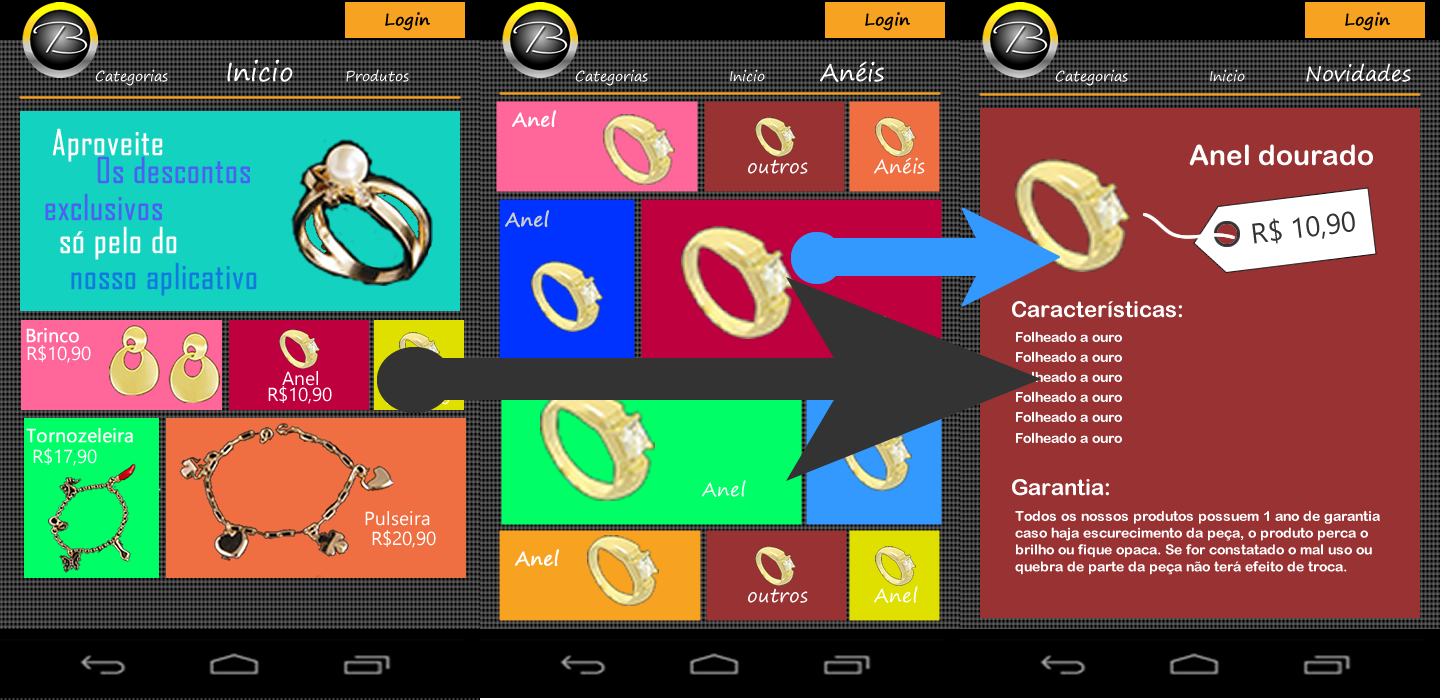 B
Login
Categorias
Inicio
Produtos
Aproveite
Os descontos
exclusivos
só pelo do
nosso aplicativo
Brinco
R$10,90
Anel
R$10,90
Tornozeleira
R$17,90
Pulseira
R$20,90
B
Login
Categorias
Inicio
Anéis
Anel
outros
Anéis
Anel
Anel
Anel
outros
Anel
B
Login
Categorias
Inicio
Novidades
Anel dourado
R$ 10,90
Características:
Folheado a ouro
Folheado a ouro
heado a ouro
Folheado a ouro
Folheado a ouro
Folheado a ouro
Garantia:
Todos os nossos produtos possuem 1 ano de garantia
caso haja escurecimento da peça, o produto perca o
brilho ou fique opaca. Se for constatado o mal uso ou
quebra de parte da peça não terá efeito de troca.